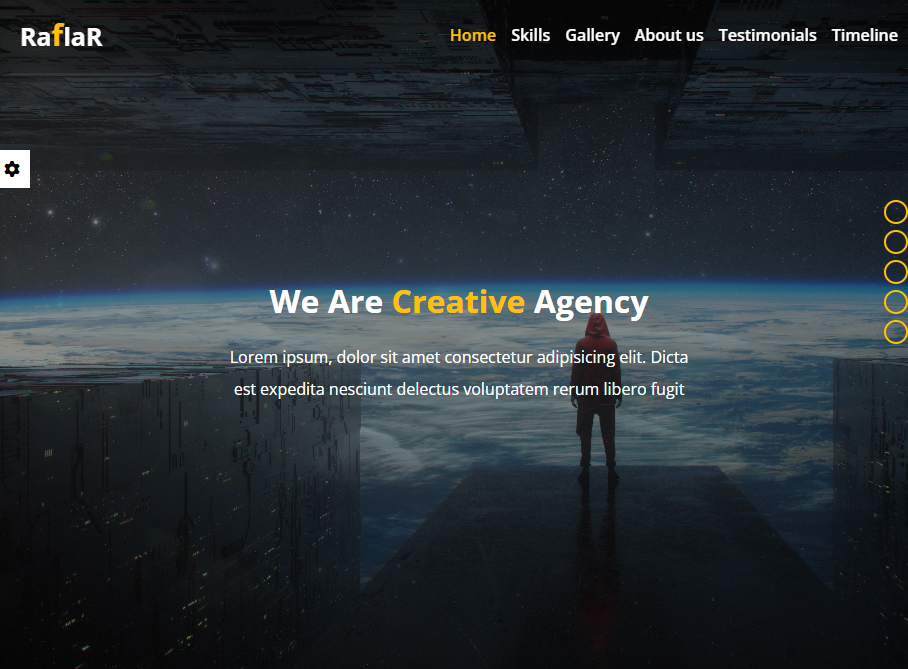 RaflaR
Home Skills Gallery About us Testimonials Timeline
We Are Creative Agency
Lorem ipsum, dolor sit amet consectetur adipisicing elit. Dicta
est expedita nesciunt delectus voluptatem rerum libero fugit